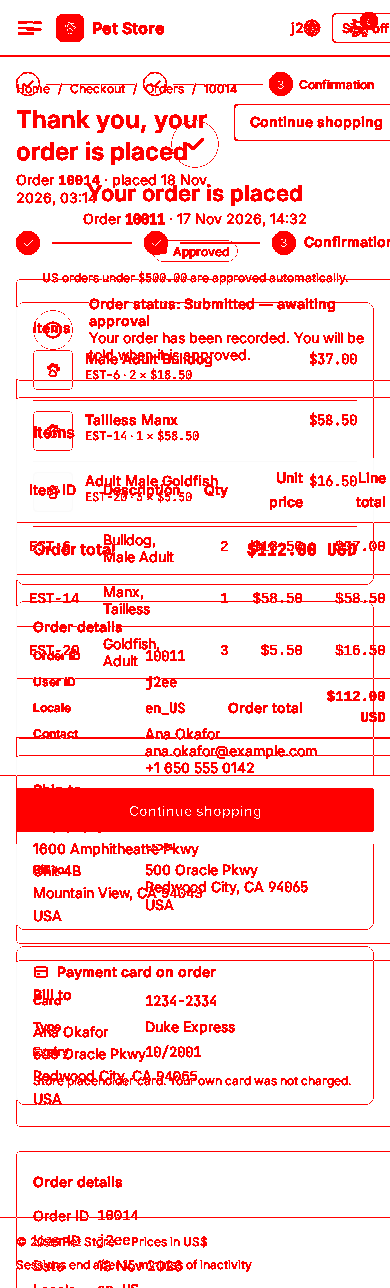 Pet Store
Home / Checkout / Orders / 10014
3 Confirmation
Thank you, your
order is placed
Continue shopping
Order 10014 · placed 18 Nov
2026, 03:14
Your order is placed
Order 10011 · 17 Nov 2026, 14:32
3 Confirmation
Approved
US orders under $500.00 are approved automatically.
Order status: Submitted — awaiting
approval
Your order has been recorded. You will be
told when it is approved.
Items
Male Adult Bulldog $37.00
EST-6 · 2 × $18.50
Tailless Manx $58.50
EST-14 · 1 × $58.50
Items
Adult Male Goldfish $16.50
EST-20 · 3 × $5.50
Item ID Description Qty Unit price Line total
EST-6 Bulldog, Male Adult 2 $18.50 $37.00
Order total $112.00 USD
EST-14 Manx, Tailless 1 $58.50 $58.50
Order details
EST-20 Goldfish, Adult 3 $5.50 $16.50
Order ID 10011
User ID j2ee
Locale en_US
Order total $112.00 USD
Contact Ana Okafor
ana.okafor@example.com
+1 650 555 0142
Ship to
Continue shopping
1600 Amphitheatre Pkwy
500 Oracle Pkwy
Redwood City, CA 94065
Mountain View, CA 94043
USA
USA
Payment card on order
Bill to
Card 1234-2334
Type Duke Express
Ana Okafor
Expiry 10/2001
500 Oracle Pkwy
Redwood City, CA 94065
Store placeholder card. Your own card was not charged.
USA
Order details
Order ID 10014
User ID j2ee
© 2026 Pet Store · Prices in US$
Date 18 Nov 2026
Sessions end after 15 minutes of inactivity
Locale en_US